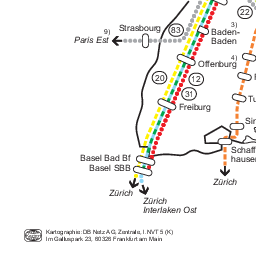 22
3)
Strasbourg
83
9)
Paris Est
Baden-
Baden
4)
Offenburg
20
12
31
Freiburg
Tu
Sin
Basel Bad Bf
Basel SBB
Schaff
hausen
Zürich
Zürich
Zürich
Interlaken Ost
Kartographie: DB Netz AG, Zentrale, I.NVT 5 (K)
Im Galluspark 23, 60326 Frankfurt am Main